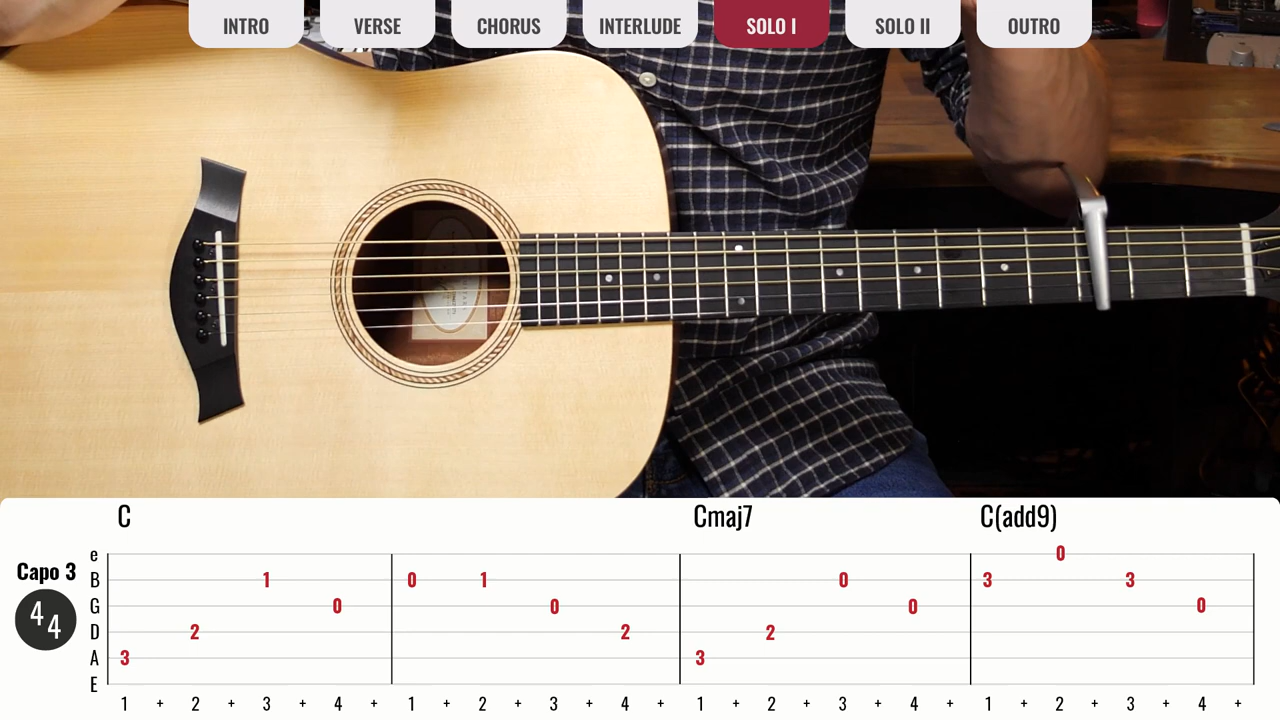 INTRO VERSE CHORUS INTERLUDE SOLO I SOLO II OUTRO
C Cmaj7 C(add9)
e 0
Capo 3 B 1 0 1 0 3 3
4 4 G 0 0 0 0
D 2 2 2
A 3 3
E
1 + 2 + 3 + 4 + 1 + 2 + 3 + 4 + 1 + 2 + 3 + 4 + 1 + 2 + 3 + 4 +